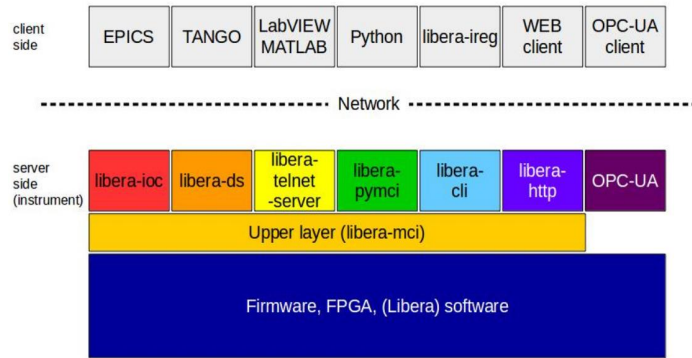 client
side
EPICS
TANGO
LabVIEW
MATLAB
Python
libera-ireg
WEB
client
OPC-UA
client
Network
server
side
(instrument)
libera-ioc
libera-ds
libera-
telnet
-server
libera-
pymci
libera-
cli
libera-
http
OPC-UA
Upper layer (libera-mci)
Firmware, FPGA, (Libera) software